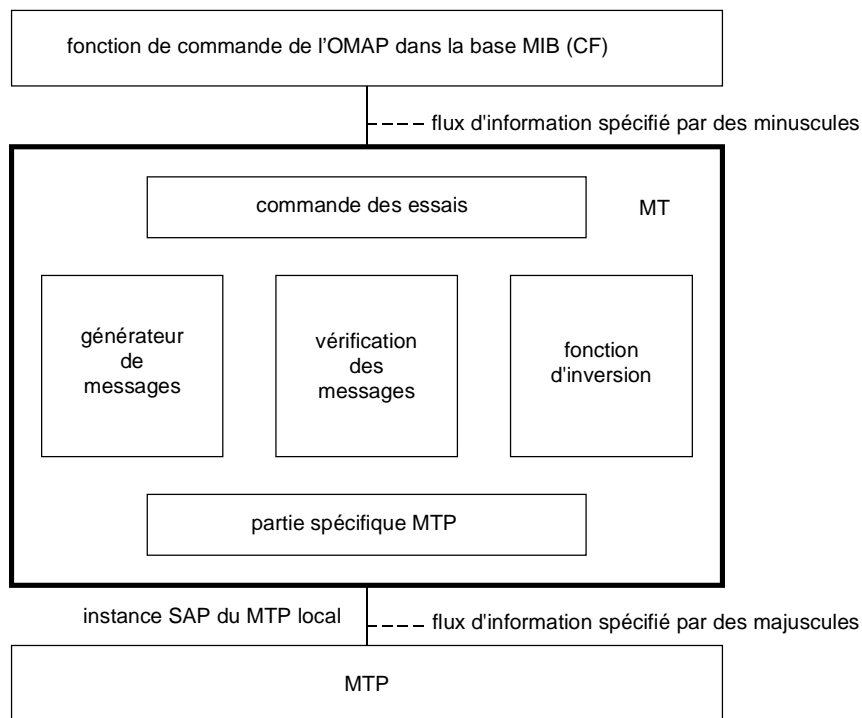 fonction de commande de l'OMAP dans la base MIB (CF)
flux d'information spécifié par des minuscules
commande des essais
MT
générateur
de
messages
vérification
des
messages
fonction
d'inversion
partie spécifique MTP
instance SAP du MTP local
flux d'information spécifié par des majuscules
MTP